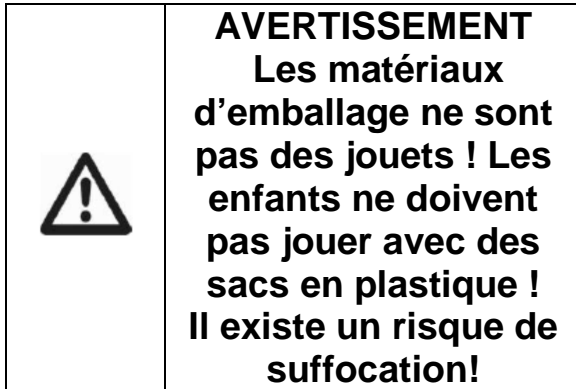 AVERTISSEMENT
Les matériaux
d’emballage ne sont
pas des jouets ! Les
enfants ne doivent
pas jouer avec des
sacs en plastique !
Il existe un risque de
suffocation!